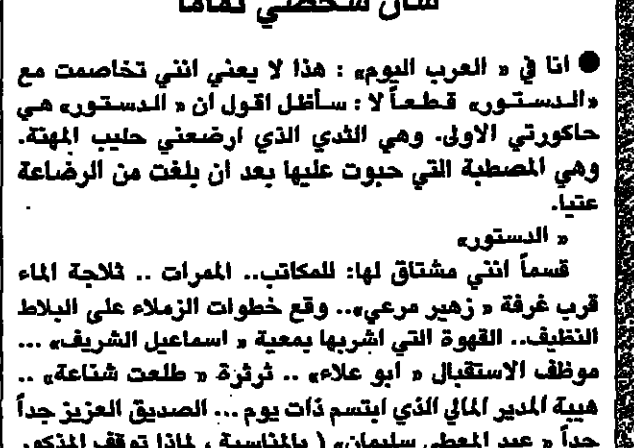 شأن شخصي تماماً
● انا في « العرب اليوم» : هذا لا يعني انني تخاصمت مع
«الدستور» قطعاً لا : سأظل اقول ان « الدستور» هي
حاكورتي الاولى. وهي الثدي الذي ارضعني حليب المهنة.
وهي المصطبة التي حبوت عليها بعد ان بلغت من الرضاعة
عتيا.
« الدستور»
قسماً انني مشتاق لها: للمكاتب.. الممرات .. ثلاجة الماء
قرب غرفة « زهير مرعي».. وقع خطوات الزملاء على البلاط
النظيف.. القهوة التي اشربها بمعية « اسماعيل الشريف» ...
موظف الاستقبال « ابو علاء» .. ثرثرة « طلعت شناعة» ..
هيبة المدير المالي الذي ابتسم ذات يوم ... الصديق العزيز جداً
جداً « عبد المعطي سليمان» ( بالمناسبة ، لماذا توقف المذكور